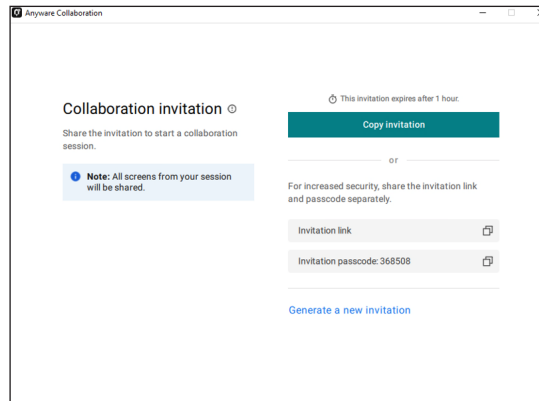 Anyware Collaboration
Collaboration invitation
Share the invitation to start a collaboration
session.
Note: All screens from your session
will be shared.
This invitation expires after 1 hour.
Copy invitation
or
For increased security, share the invitation link
and passcode separately.
Invitation link
Invitation passcode: 368508
Generate a new invitation